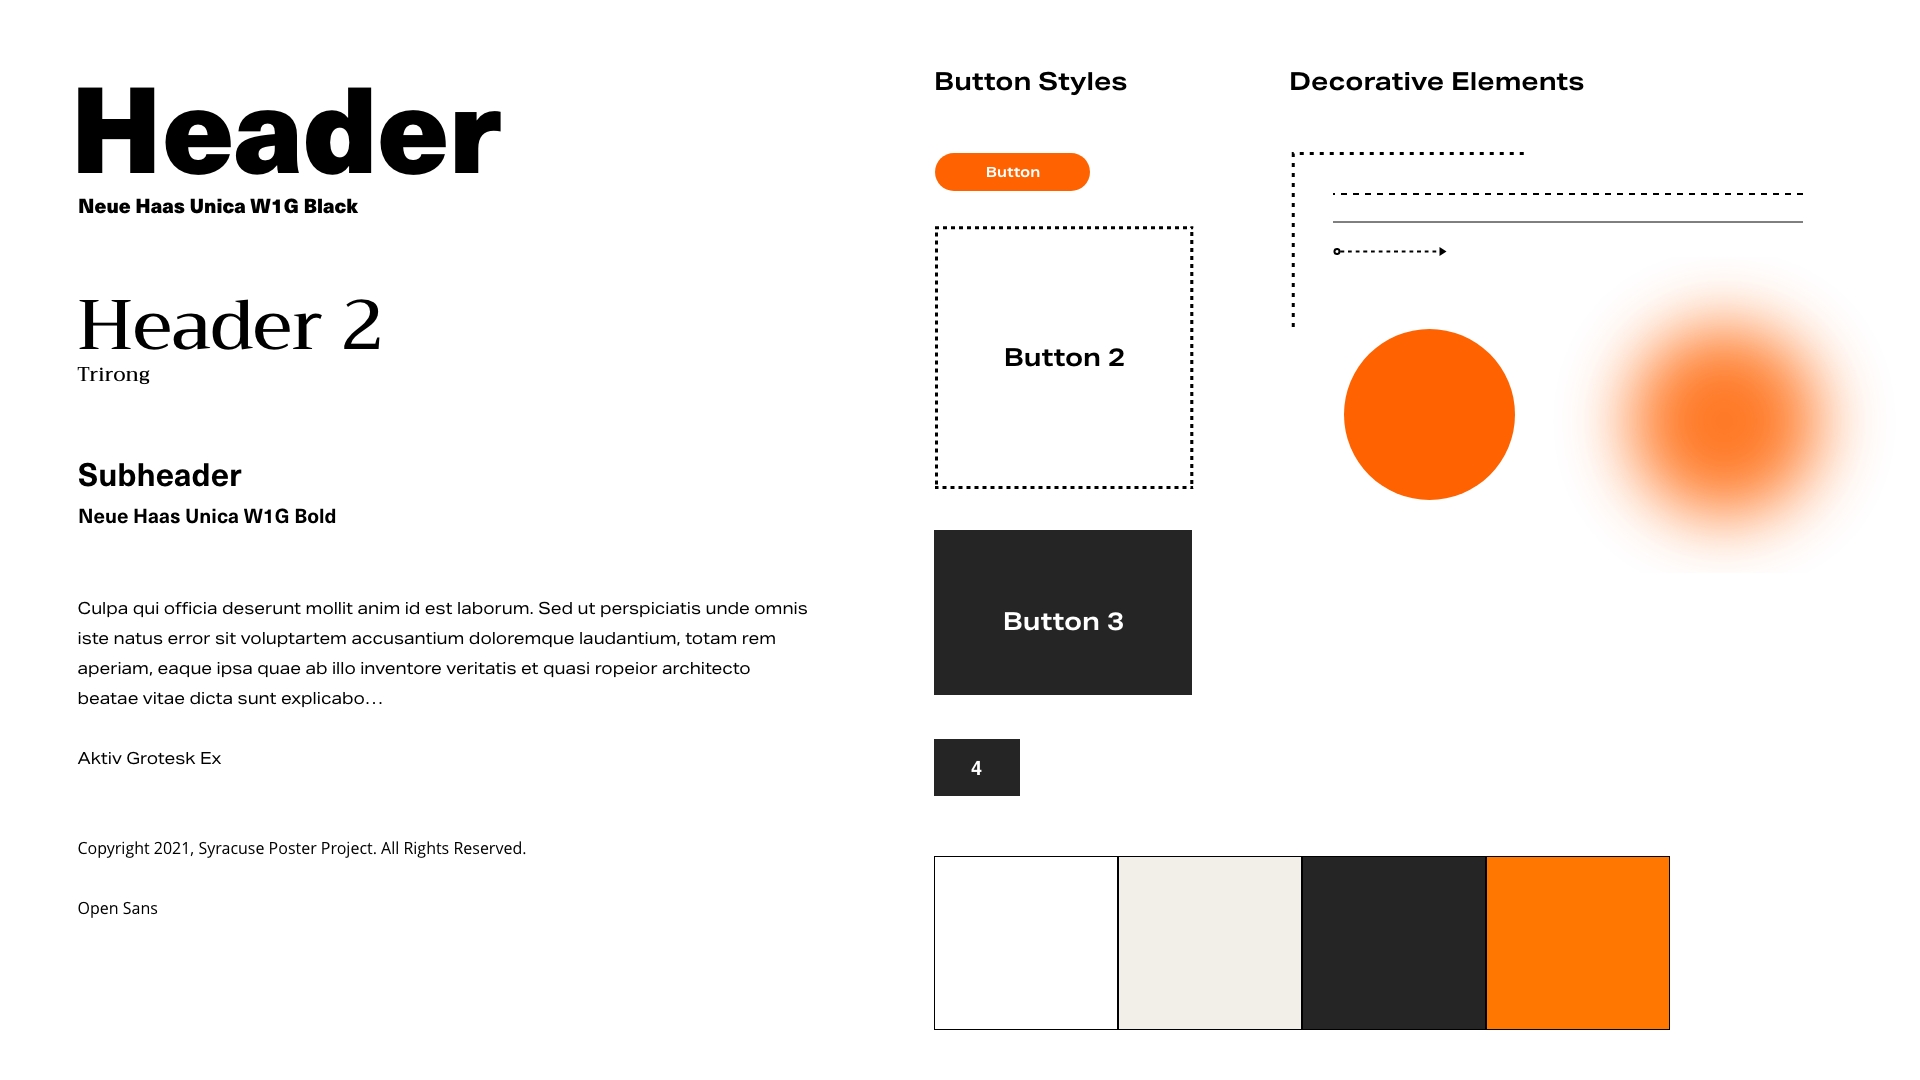 Header
Neue Haas Unica W1G Black
Header 2
Trirong
Subheader
Neue Haas Unica W1G Bold
Culpa qui officia deserunt mollit anim id est laborum. Sed ut perspiciatis unde omnis
iste natus error sit voluptartem accusantium doloremque laudantium, totam rem
aperiam, eaque ipsa quae ab illo inventore veritatis et quasi ropeior architecto
beatae vitae dicta sunt explicabo…
Aktiv Grotesk Ex
Copyright 2021, Syracuse Poster Project. All Rights Reserved.
Open Sans
Button Styles
Button
Button 2
Button 3
4
Decorative Elements